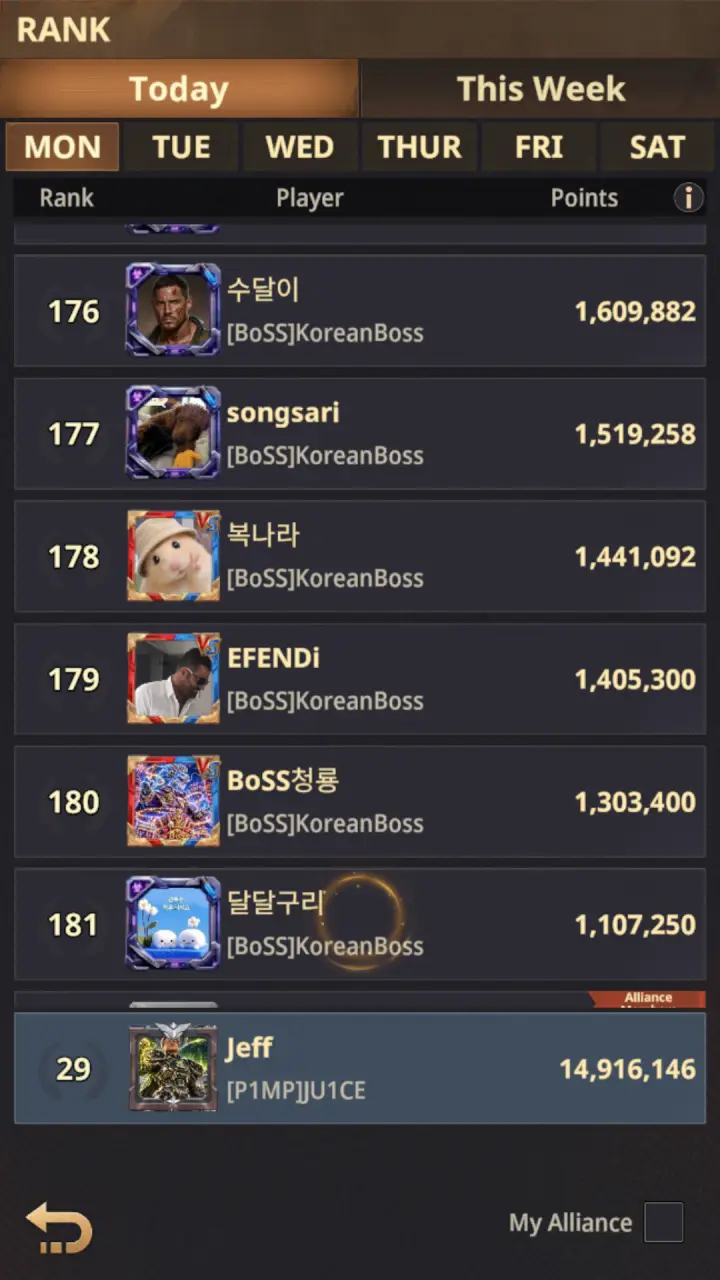 RANK
Today
This Week
MON
TUE
WED
THUR
FRI
SAT
Rank
Player
Points
176
수달이
[BoSS]KoreanBoss
1,609,882
177
songsari
[BoSS]KoreanBoss
1,519,258
178
복나라
[BoSS]KoreanBoss
1,441,092
179
EFENDi
[BoSS]KoreanBoss
1,405,300
180
BoSS청룡
[BoSS]KoreanBoss
1,303,400
181
달달구리
[BoSS]KoreanBoss
1,107,250
Alliance
29
Jeff
[P1MP]JU1CE
14,916,146
My Alliance